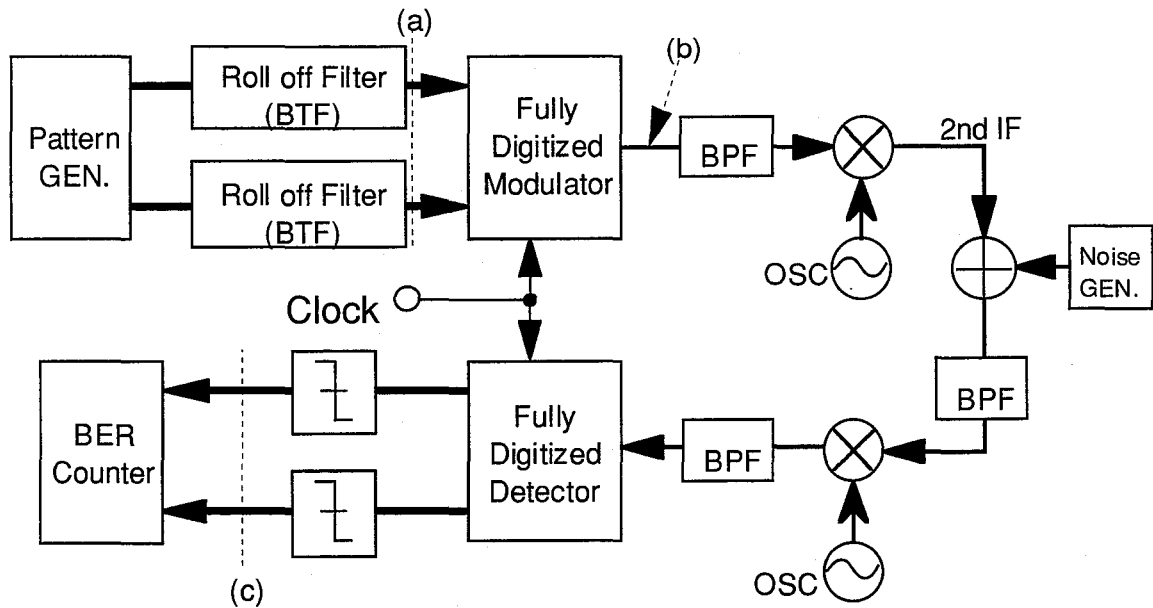 (a)
(b)
Roll off Filter
(BTF)
Pattern
GEN.
Roll off Filter
(BTF)
Fully
Digitized
Modulator
BPF
2nd IF
OSC
Noise
GEN.
Clock
BPF
BER
Counter
Fully
Digitized
Detector
BPF
OSC
(c)